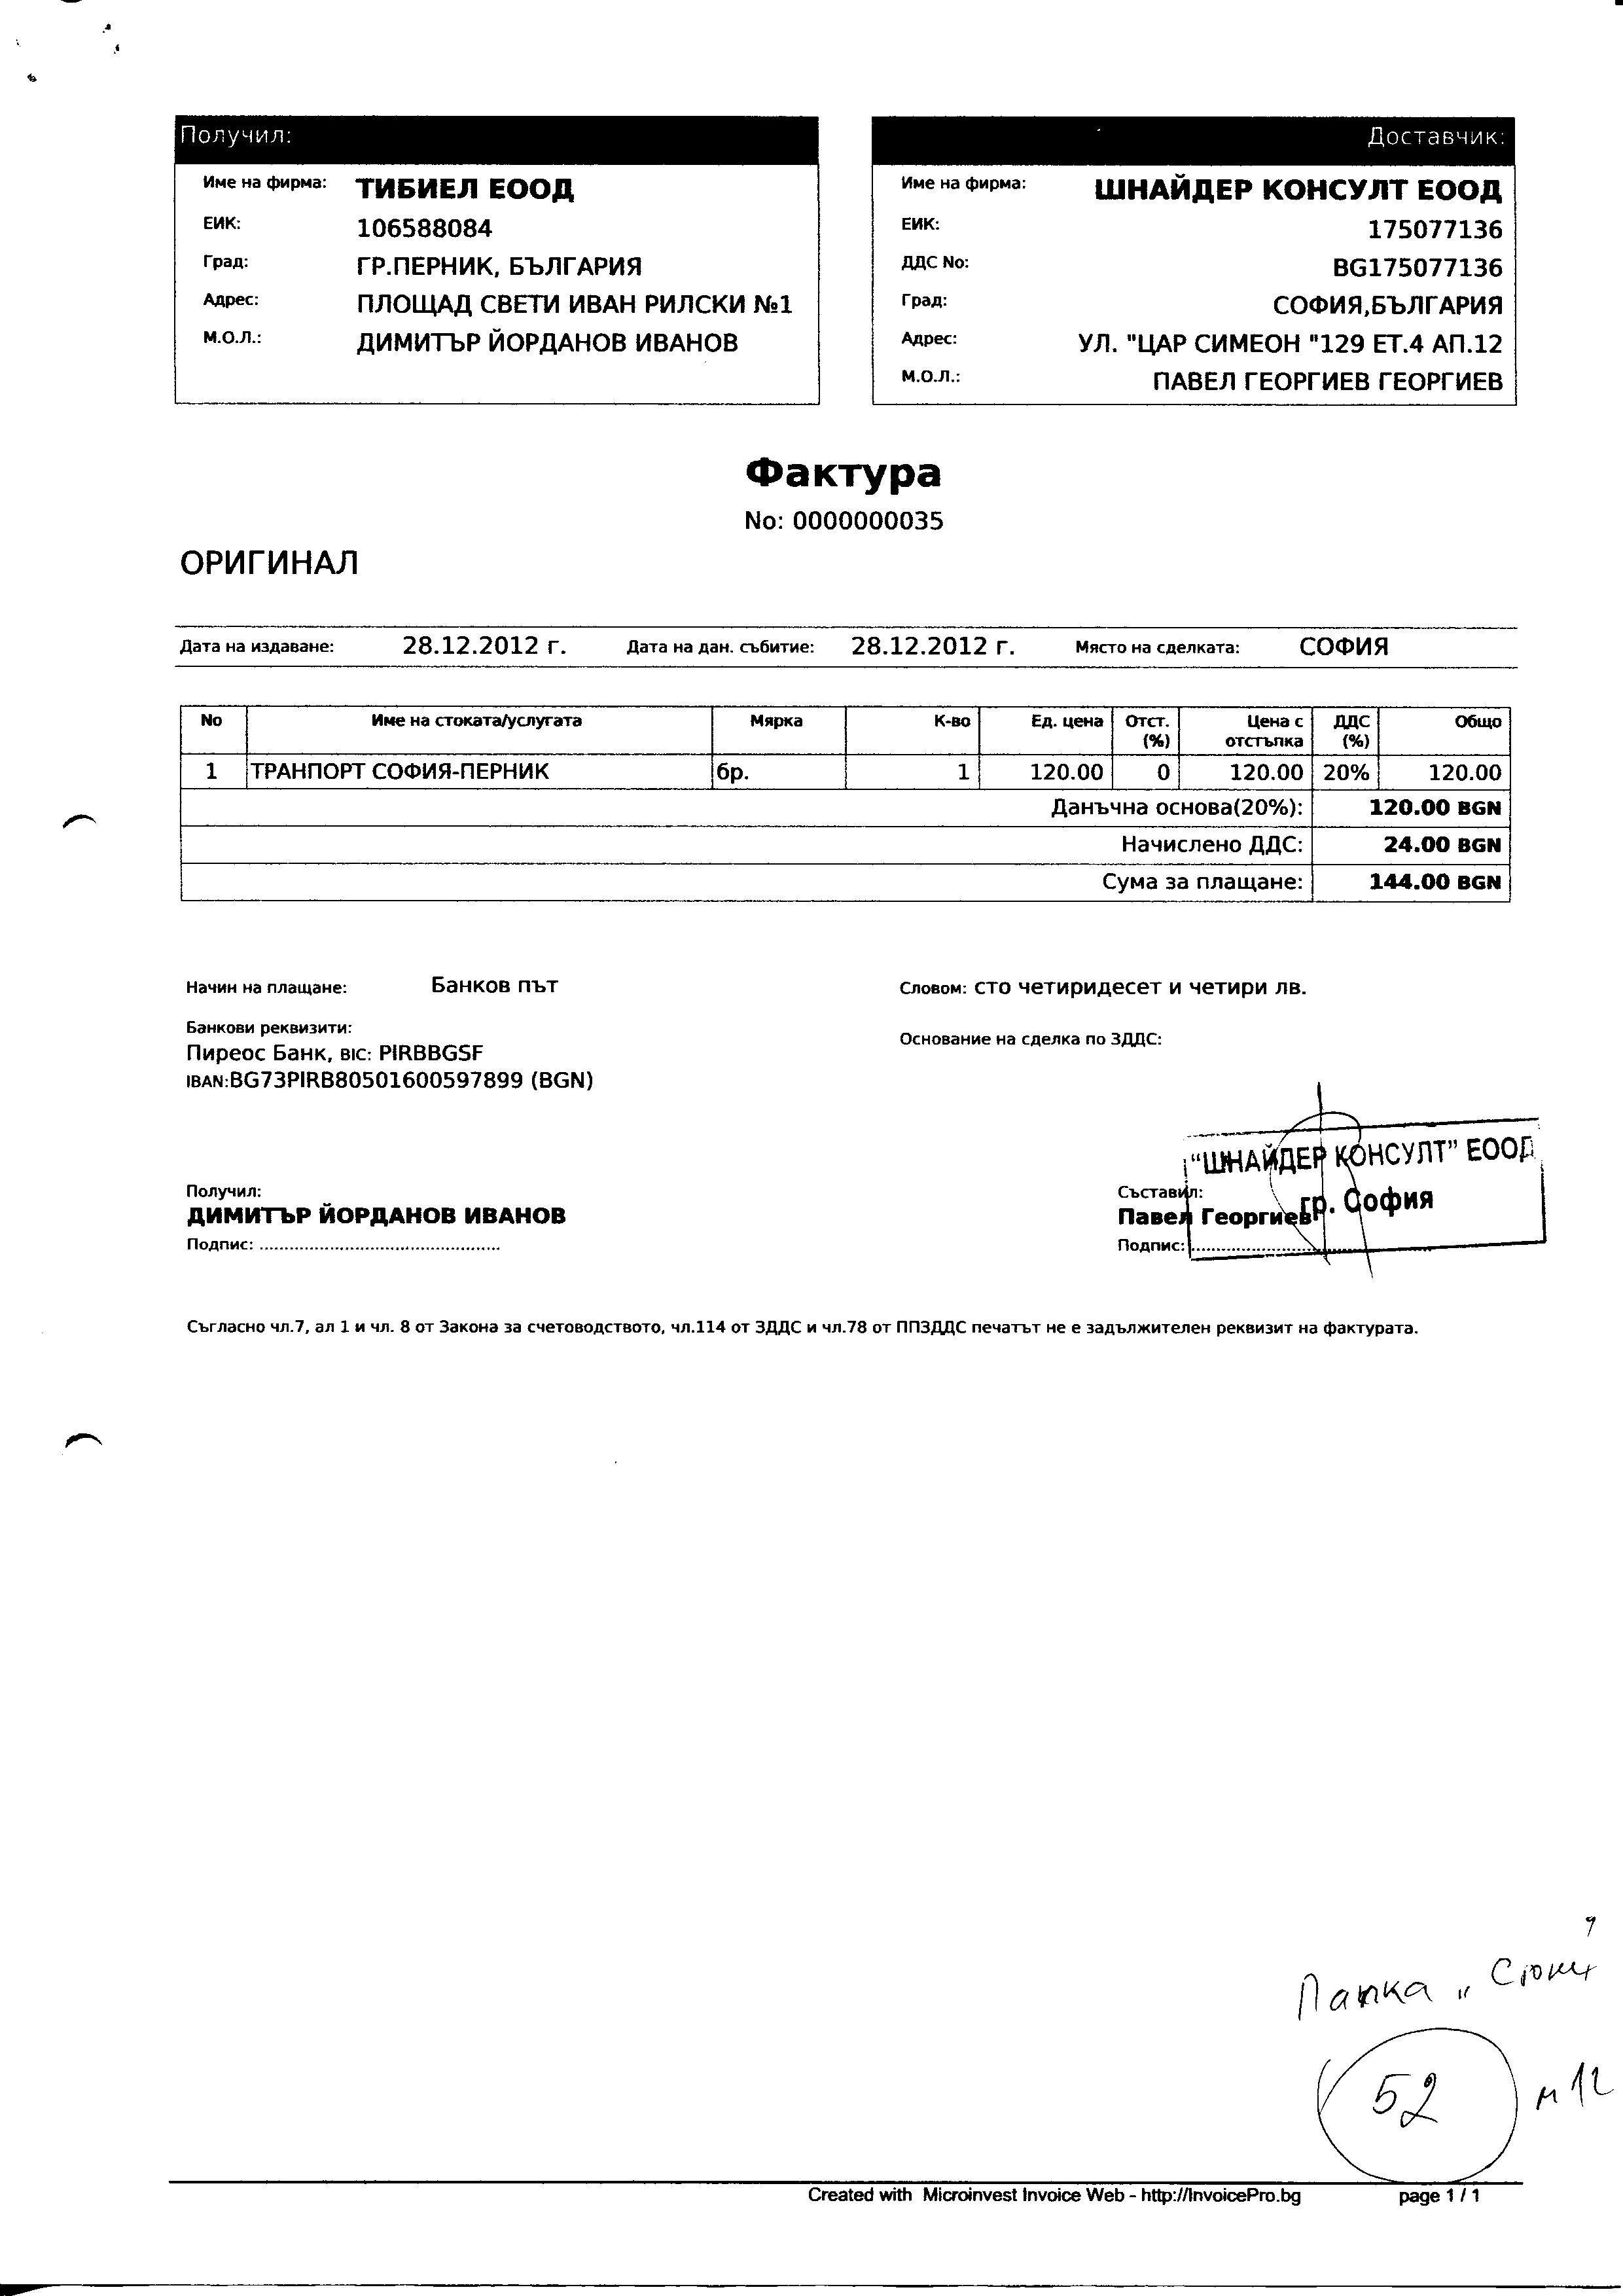 Получил:
Име на фирма: ТИБИЕЛ ЕООД
ЕИК: 106588084
Град: ГР.ПЕРНИК, БЪЛГАРИЯ
Адрес: ПЛОЩАД СВЕТИ ИВАН РИЛСКИ №1
М.О.Л.: ДИМИТЪР ЙОРДАНОВ ИВАНОВ
Доставчик:
Име на фирма: ШНАЙДЕР КОНСУЛТ ЕООД
ЕИК: 175077136
ДДС No: BG175077136
Град: СОФИЯ,БЪЛГАРИЯ
Адрес: УЛ. "ЦАР СИМЕОН "129 ЕТ.4 АП.12
М.О.Л.: ПАВЕЛ ГЕОРГИЕВ ГЕОРГИЕВ
Фактура
No: 0000000035
ОРИГИНАЛ
Дата на издаване: 28.12.2012 г. Дата на дан. събитие: 28.12.2012 г. Място на сделката: СОФИЯ
No Име на стоката/услугата Мярка К-во Ед. цена Отст. (%) Цена с отстъпка ДДС (%) Общо
1 ТРАНПОРТ СОФИЯ-ПЕРНИК бр. 1 120.00 0 120.00 20% 120.00
Данъчна основа(20%): 120.00 BGN
Начислено ДДС: 24.00 BGN
Сума за плащане: 144.00 BGN
Начин на плащане: Банков път
Словом: сто четиридесет и четири лв.
Банкови реквизити:
Пиреос Банк, BIC: PIRBBGSF
IBAN:BG73PIRB80501600597899 (BGN)
Основание на сделка по ЗДДС:
Получил:
ДИМИТЪР ЙОРДАНОВ ИВАНОВ
Подпис: ............................................
Съставил:
Павел Георгиев
Подпис: ............................................
"ШНАЙДЕР КОНСУЛТ" ЕООД
гр. София
Съгласно чл.7, ал 1 и чл. 8 от Закона за счетоводството, чл.114 от ЗДДС и чл.78 от ППЗДДС печатът не е задължителен реквизит на фактурата.
Папка
52
м 12
Created with Microinvest Invoice Web - http://InvoicePro.bg page 1 / 1